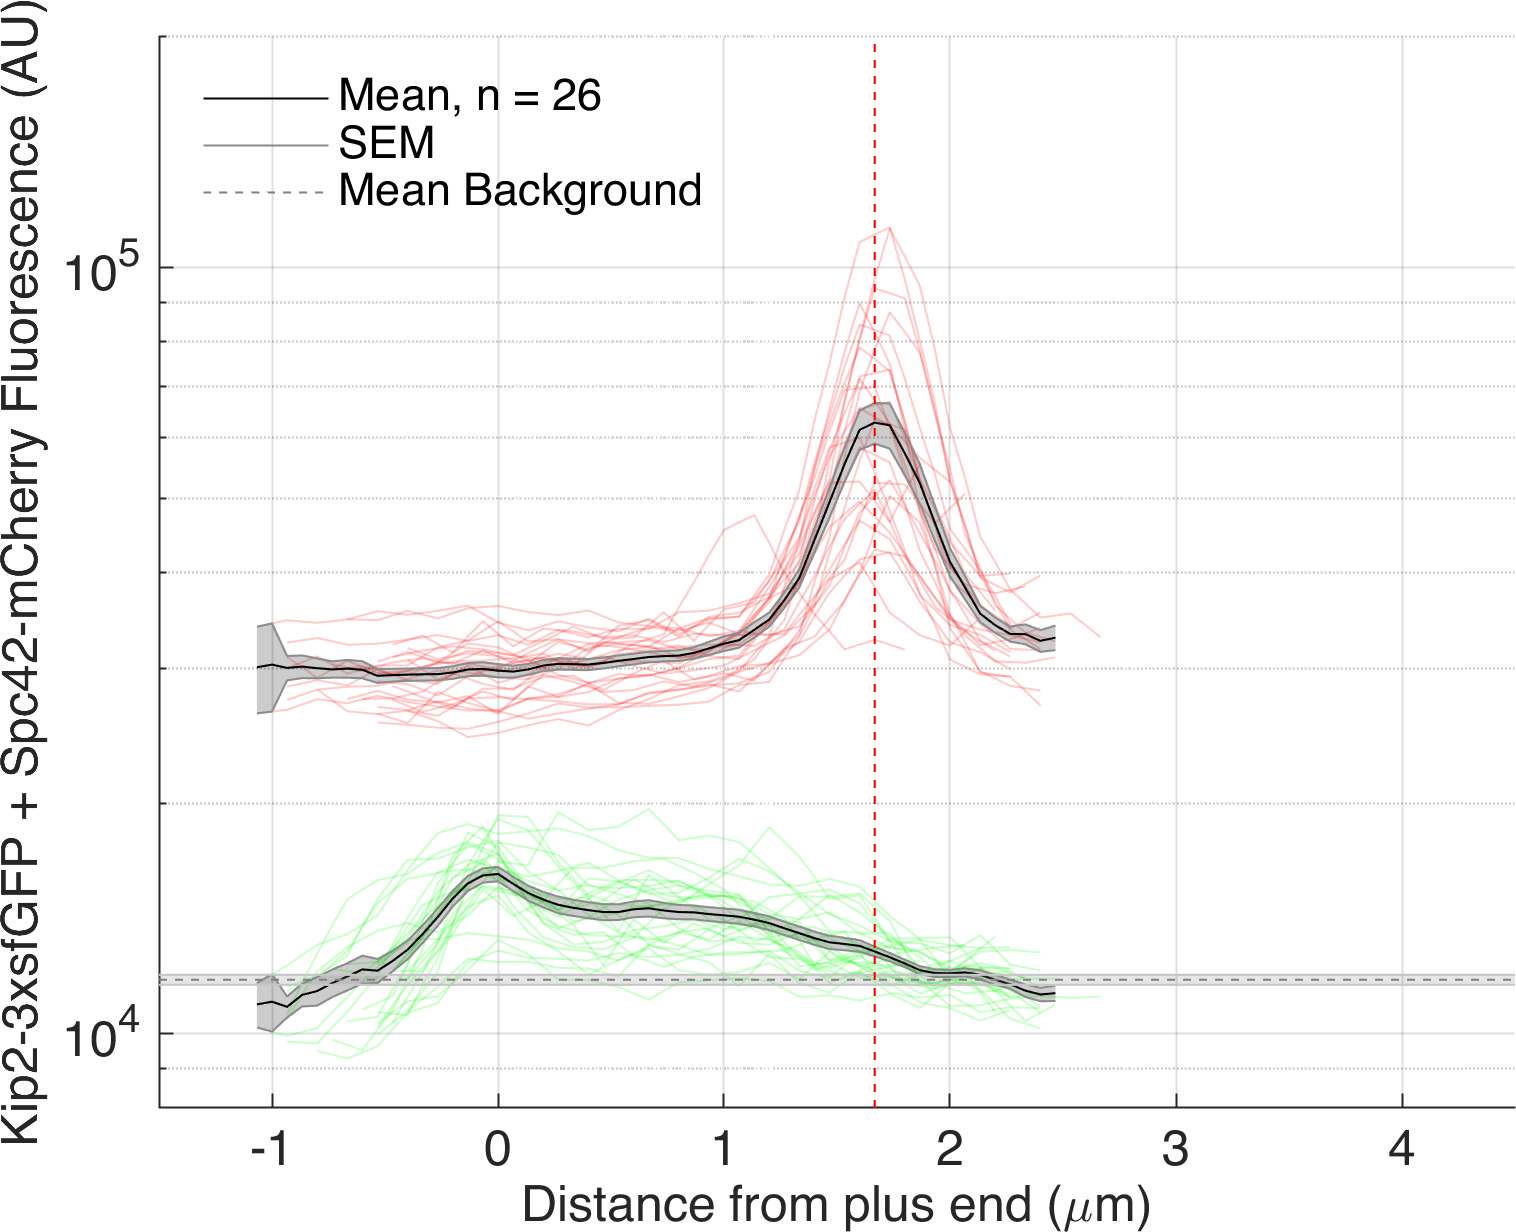 Kip2-3xsfGFP + Spc42-mCherry Fluorescence (AU)
Mean, n = 26
SEM
Mean Background
10^5
10^4
-1 0 1 2 3 4
Distance from plus end (μm)